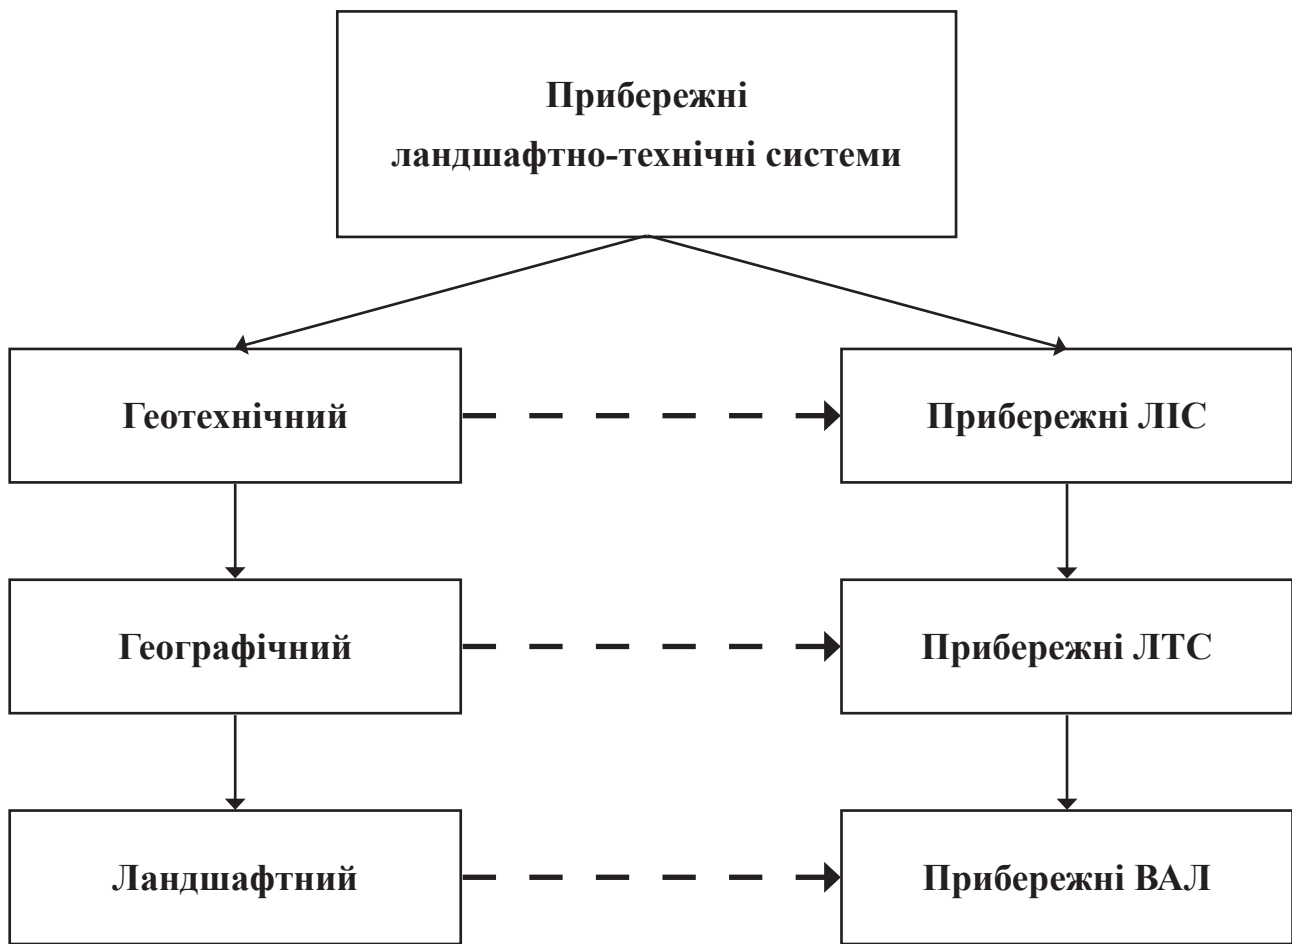 Прибережні
ландшафтно-технічні системи
Геотехнічний
Прибережні ЛІС
Географічний
Прибережні ЛТС
Ландшафтний
Прибережні ВАЛ